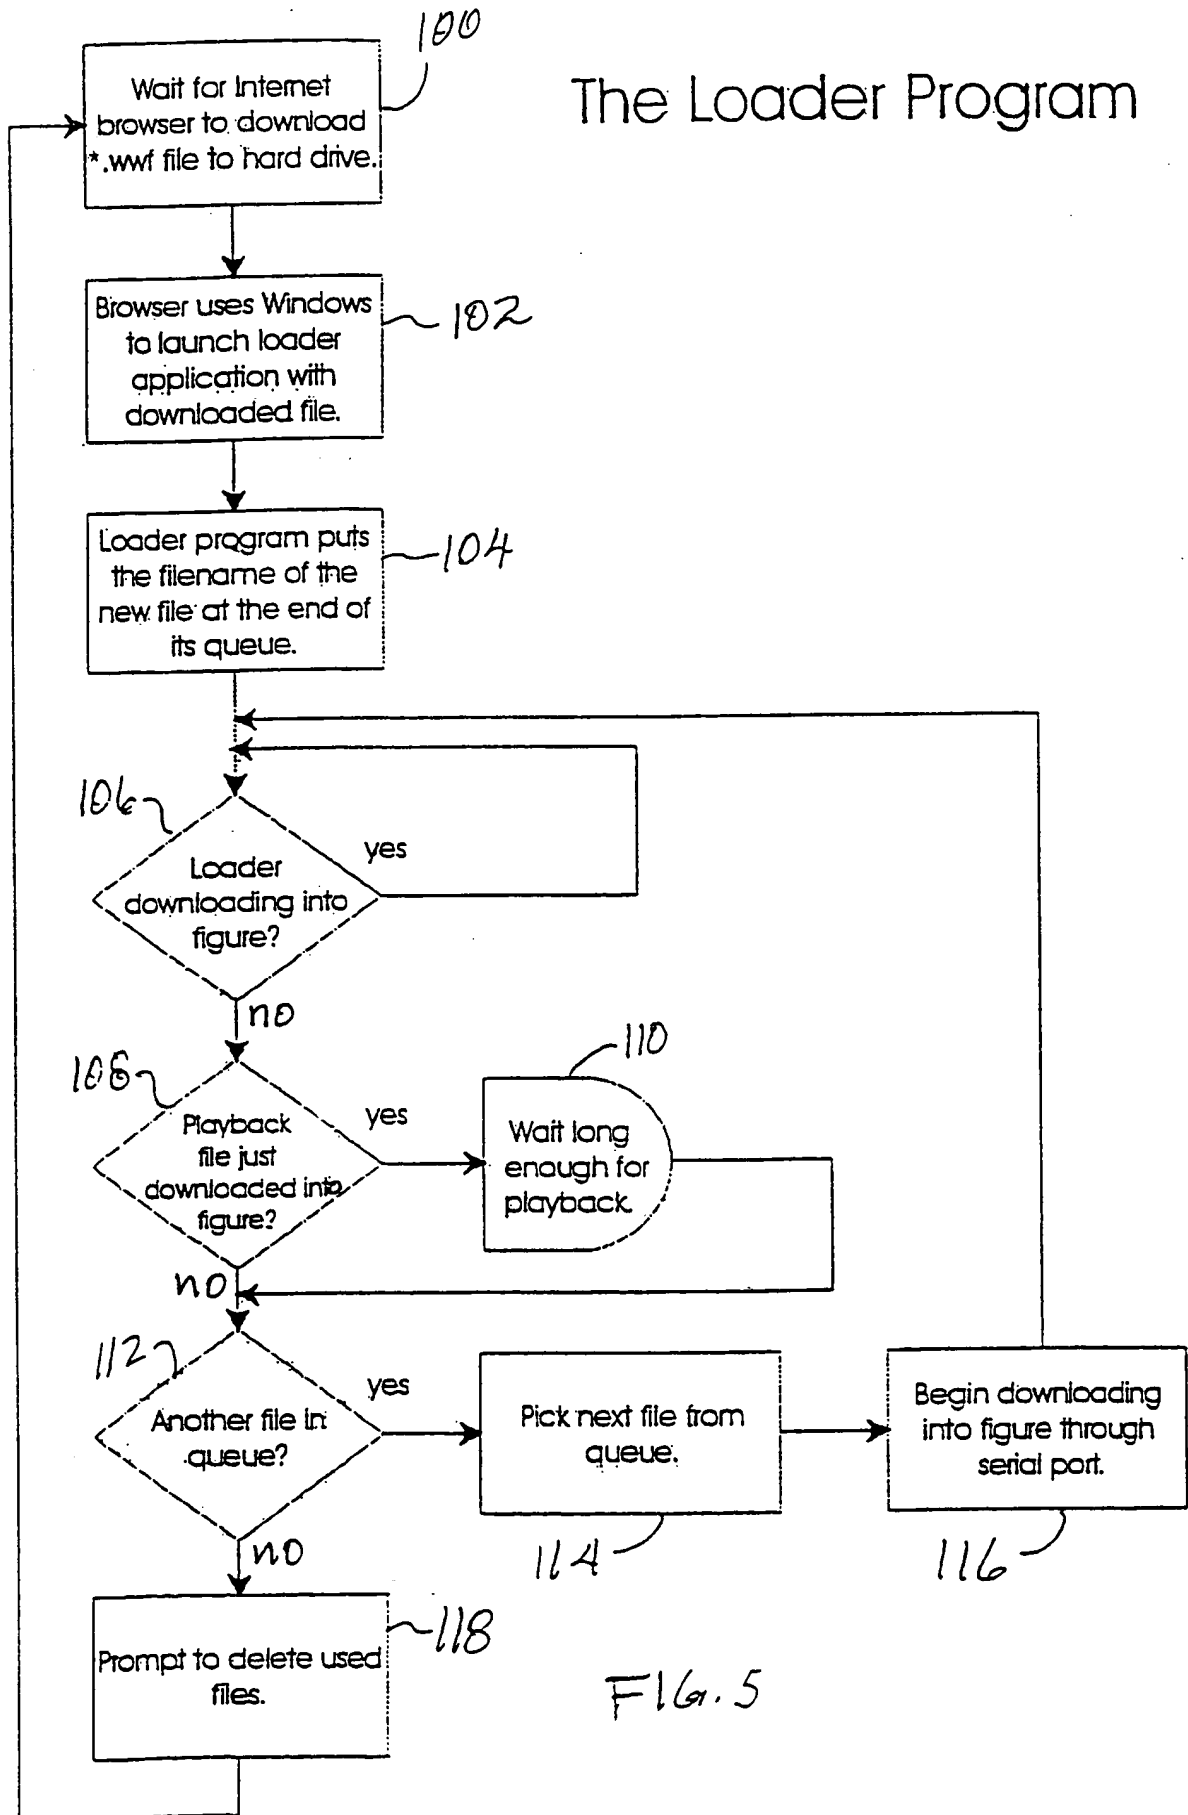 100
The Loader Program
Wait for Internet
browser to download
*.wwf file to hard drive.
Browser uses Windows
to launch loader
application with
downloaded file.
102
Loader program puts
the filename of the
new file at the end of
its queue.
104
106
yes
Loader
downloading into
figure?
no
108
yes
Playback
file just
downloaded into
figure?
110
Wait long
enough for
playback.
no
112
yes
Another file in
queue?
Pick next file from
queue.
Begin downloading
into figure through
serial port.
114
116
no
118
Prompt to delete used
files.
FIG. 5